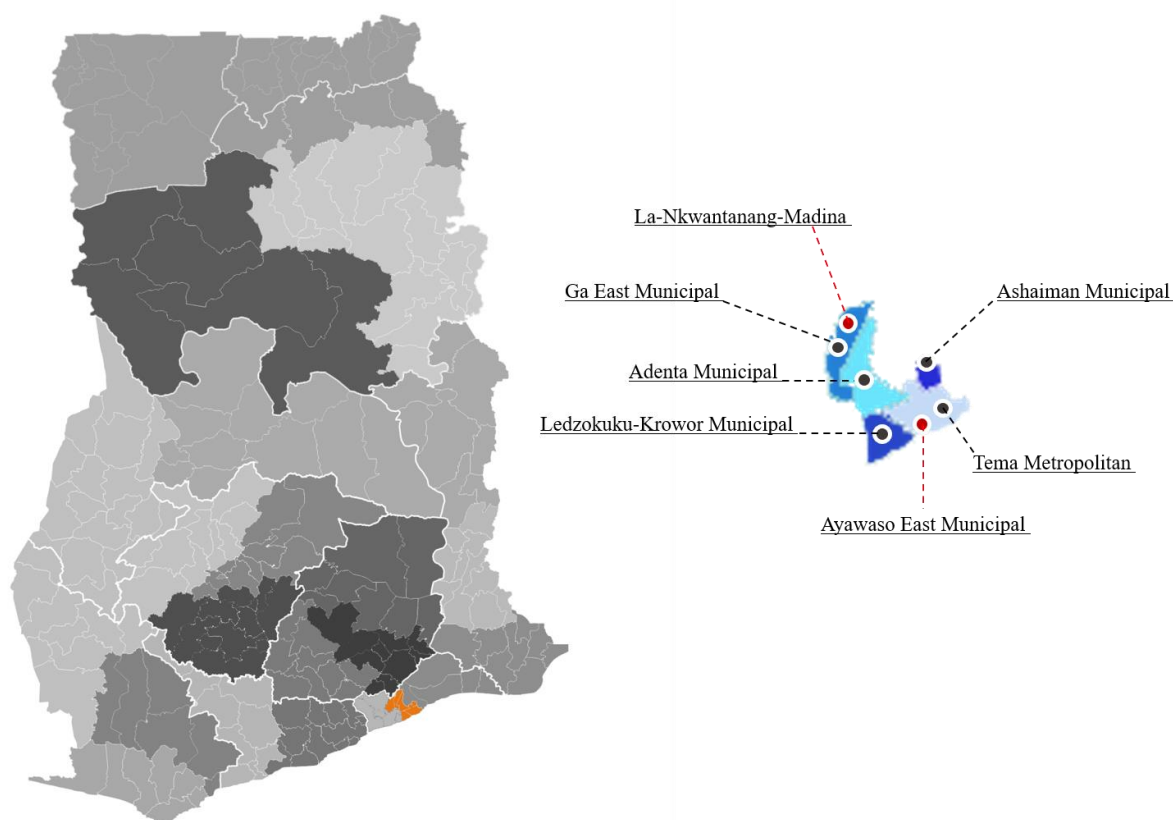 La-Nkwantanang-Madina
Ga East Municipal
Ashaiman Municipal
Adenta Municipal
Ledzokuku-Krowor Municipal
Tema Metropolitan
Ayawaso East Municipal